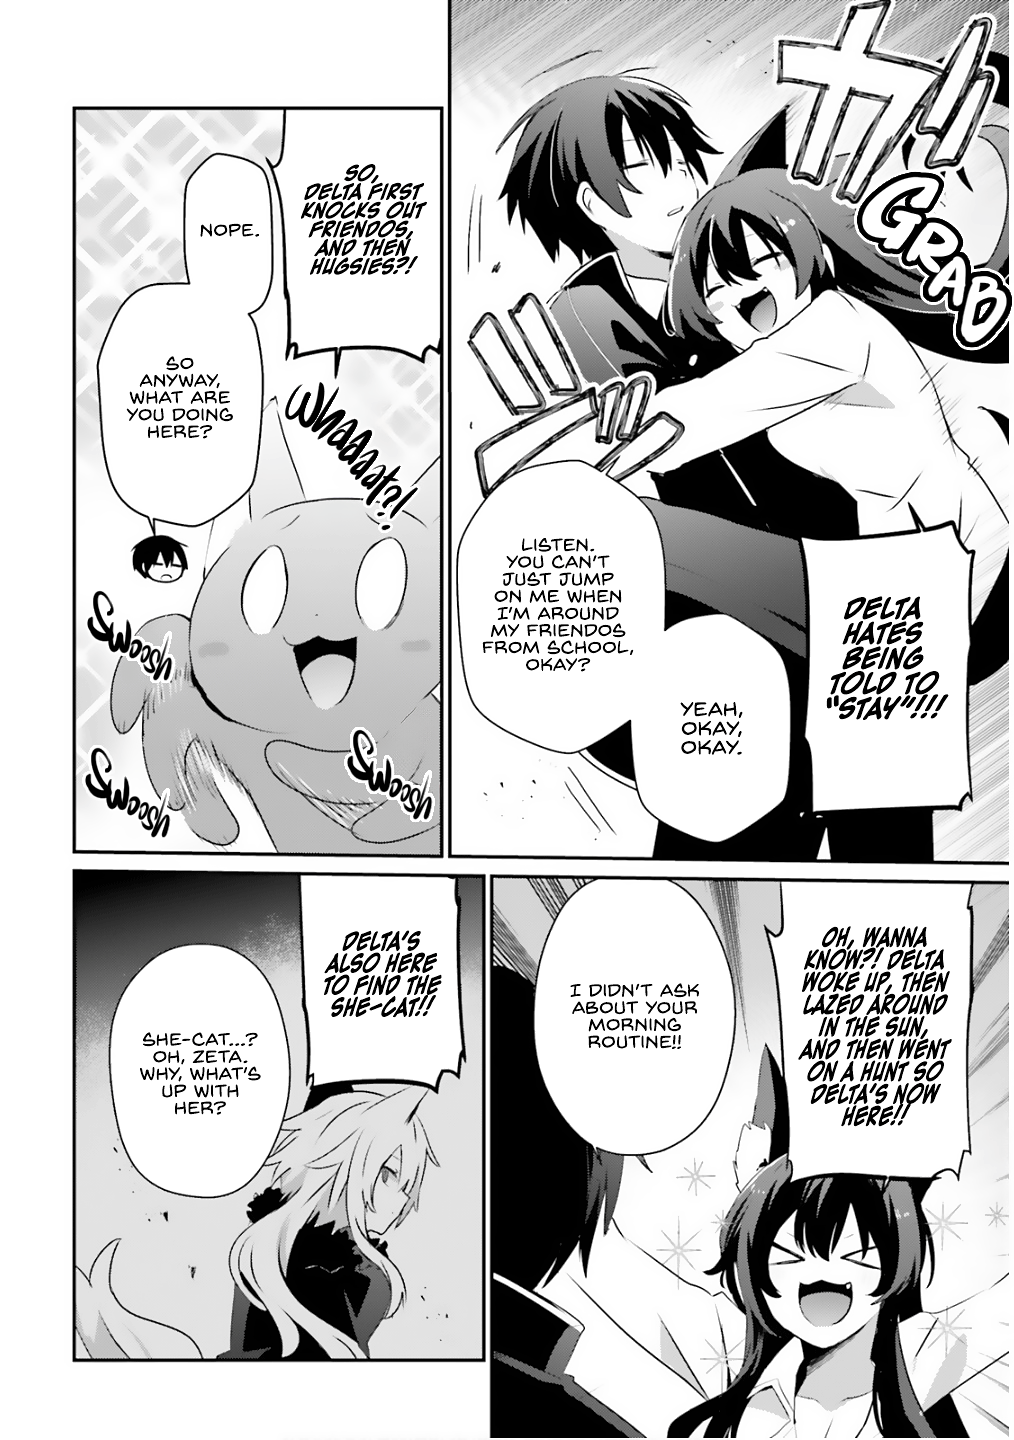 ガバッ
GRAB
DELTA
HATES
BEING
TOLD TO
"STAY"!!!
LISTEN.
YOU CAN'T
JUST JUMP
ON ME WHEN
I'M AROUND
MY FRIENDOS
FROM SCHOOL,
OKAY?
YEAH,
OKAY,
OKAY.
SO,
DELTA FIRST
KNOCKS OUT
FRIENDOS,
AND THEN
HUGSIES?!
NOPE.
SO
ANYWAY,
WHAT ARE
YOU DOING
HERE?
Whaaaaat?!
Swoosh
Swoosh
Swoosh
OH, WANNA
KNOW?! DELTA
WOKE UP, THEN
LAZED AROUND
IN THE SUN,
AND THEN WENT
ON A HUNT SO
DELTA'S NOW
HERE!!
I DIDN'T ASK
ABOUT YOUR
MORNING
ROUTINE!!
DELTA'S
ALSO HERE
TO FIND THE
SHE-CAT!!
SHE-CAT...?
OH, ZETA.
WHY, WHAT'S
UP WITH
HER?